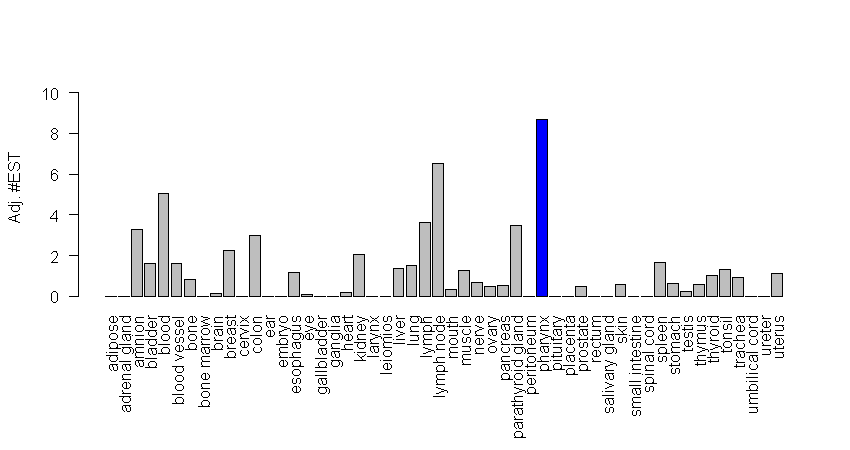 Adj. #EST
10
8
6
4
2
0
adipose
adrenal gland
amnion
bladder
blood
blood vessel
bone
bone marrow
brain
breast
cervix
colon
ear
embryo
esophagus
eye
gallbladder
ganglia
heart
kidney
larynx
leiomios
liver
lung
lymph
lymph node
mouth
muscle
nerve
ovary
pancreas
parathyroid gland
peritoneum
pharynx
pituitary
placenta
prostate
rectum
salivary gland
skin
small intestine
spinal cord
spleen
stomach
testis
thymus
thyroid
tonsil
trachea
umbilical cord
ureter
uterus